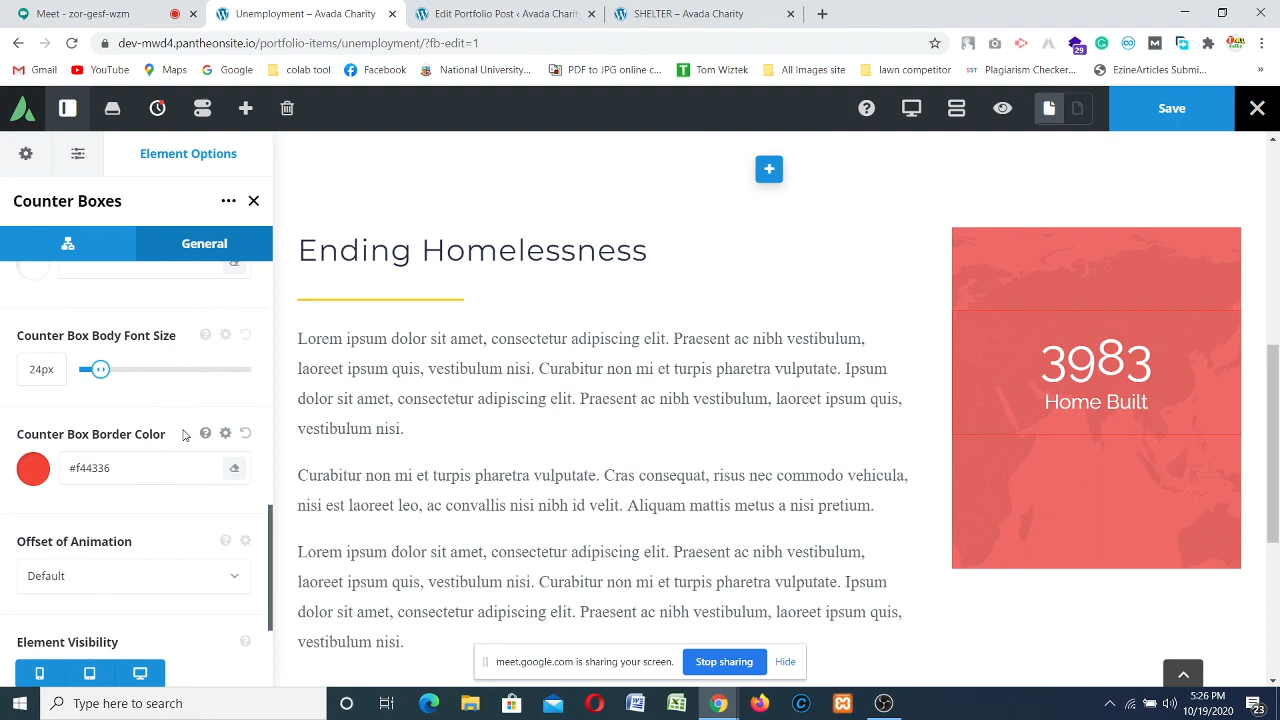 Unemployment – Avada Charity
Edit Portfolio Post ‹ Avada Charit
SHELTER – Avada Charity
dev-mwd4.pantheonsite.io/portfolio-items/unemployment/?fb-edit=1
29
Gmail
YouTube
Maps
Google
colab tool
Facebook
National University...
PDF to JPG online c...
Tom Wiztek
All Images site
lawn competitor
SST Plagiarism Checker...
EzineArticles Submi...
Save
Element Options
Counter Boxes
General
Ending Homelessness
Counter Box Body Font Size
24px
Counter Box Border Color
#f44336
Offset of Animation
Default
Element Visibility
Lorem ipsum dolor sit amet, consectetur adipiscing elit. Praesent ac nibh vestibulum,
laoreet ipsum quis, vestibulum nisi. Curabitur non mi et turpis pharetra vulputate. Ipsum
dolor sit amet, consectetur adipiscing elit. Praesent ac nibh vestibulum, laoreet ipsum quis,
vestibulum nisi.
Curabitur non mi et turpis pharetra vulputate. Cras consequat, risus nec commodo vehicula,
nisi est laoreet leo, ac convallis nisi nibh id velit. Aliquam mattis metus a nisi pretium.
Lorem ipsum dolor sit amet, consectetur adipiscing elit. Praesent ac nibh vestibulum,
laoreet ipsum quis, vestibulum nisi. Curabitur non mi et turpis pharetra vulputate. Ipsum
dolor sit amet, consectetur adipiscing elit. Praesent ac nibh vestibulum, laoreet ipsum quis,
vestibulum nisi.
3983
Home Built
meet.google.com is sharing your screen.
Stop sharing
Hide
Type here to search
5:26 PM
10/19/2020
23